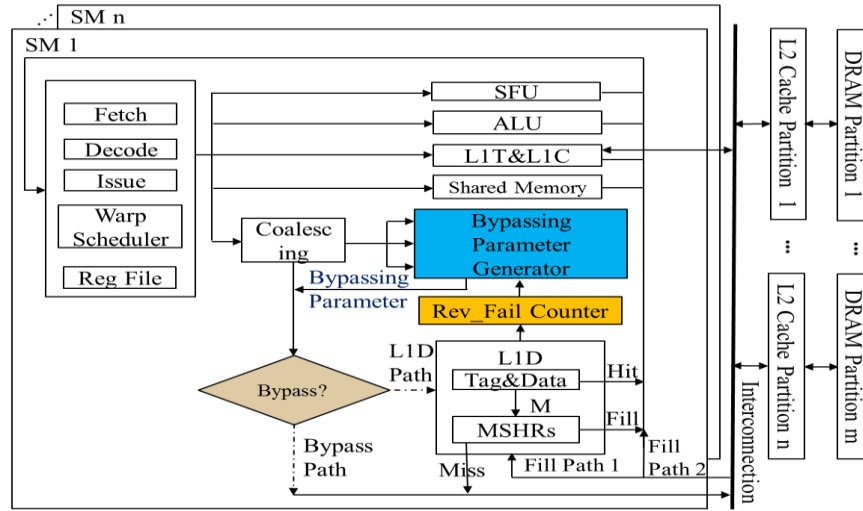 SM n
SM 1
Fetch
Decode
Issue
Warp
Scheduler
Reg File
SFU
ALU
L1T&L1C
Shared Memory
Coalesc
ing
Bypassing
Parameter
Generator
Bypassing
Parameter
Rev_Fail Counter
L1D
Path
Bypass?
Bypass
Path
L1D
Tag&Data
Hit
M
MSHRs
Fill
Miss
Fill Path 1
Fill
Path 2
Interconnection
L2 Cache Partition 1
...
L2 Cache Partition n
DRAM Partition 1
...
DRAM Partition m